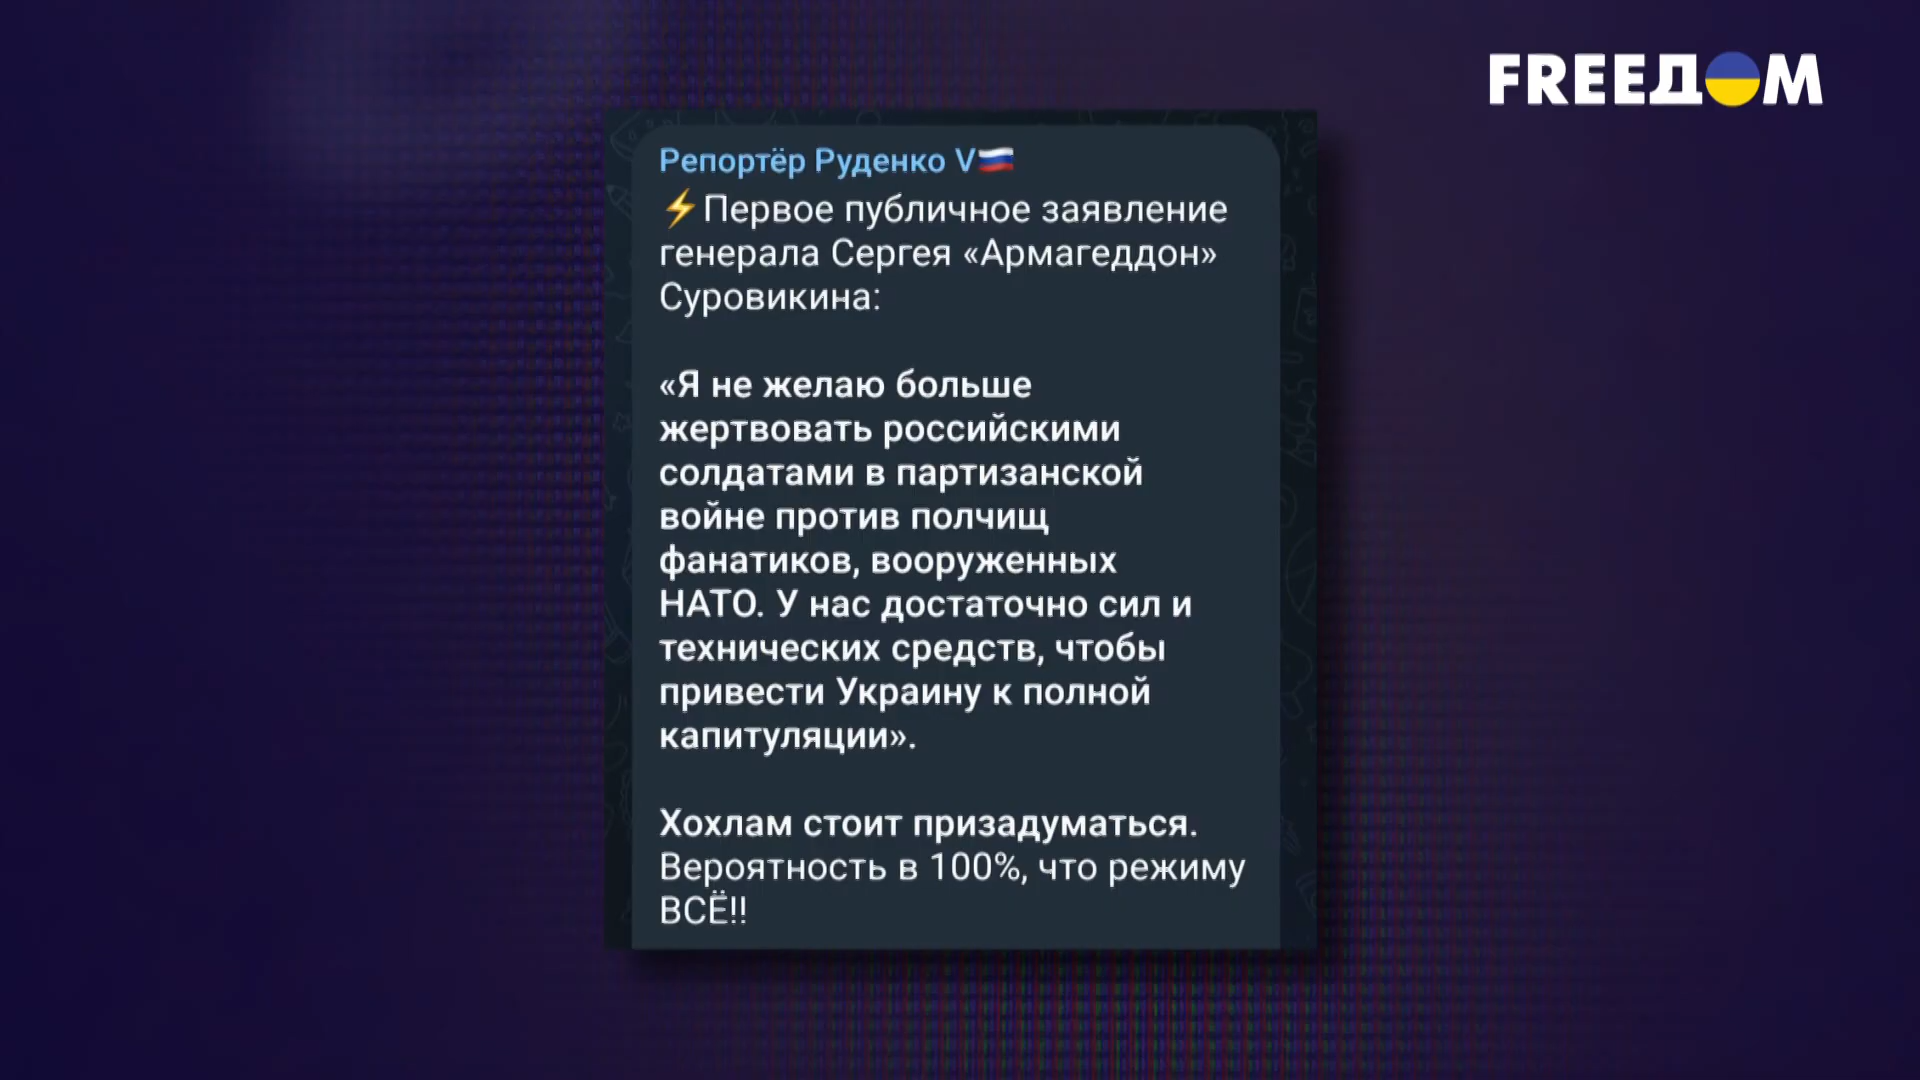 FREEДOM
Репортёр Руденко V🇷🇺
⚡Первое публичное заявление
генерала Сергея «Армагеддон»
Суровикина:
«Я не желаю больше
жертвовать российскими
солдатами в партизанской
войне против полчищ
фанатиков, вооруженных
НАТО. У нас достаточно сил и
технических средств, чтобы
привести Украину к полной
капитуляции».
Хохлам стоит призадуматься.
Вероятность в 100%, что режиму
ВСЁ!!